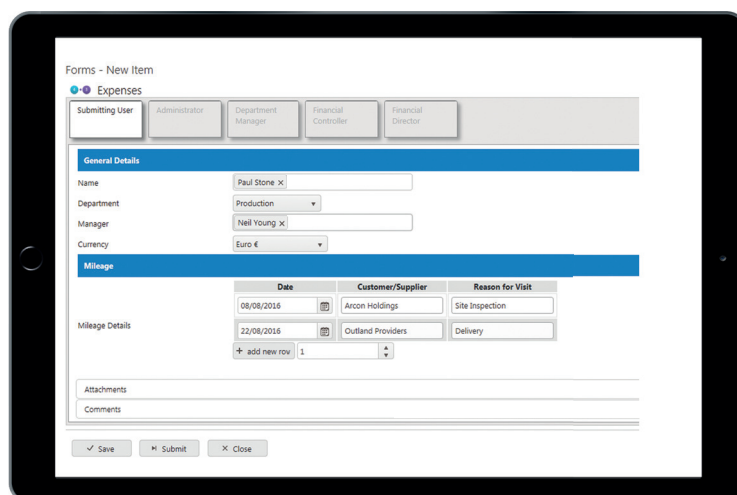 Forms - New Item
Expenses
Submitting User Administrator Department Manager Financial Controller Financial Director
General Details
Name Paul Stone ×
Department Production
Manager Neil Young ×
Currency Euro €
Mileage
Date Customer/Supplier Reason for Visit
08/08/2016 Arcon Holdings Site Inspection
Mileage Details
22/08/2016 Outland Providers Delivery
+ add new rov 1
Attachments
Comments
Save Submit Close